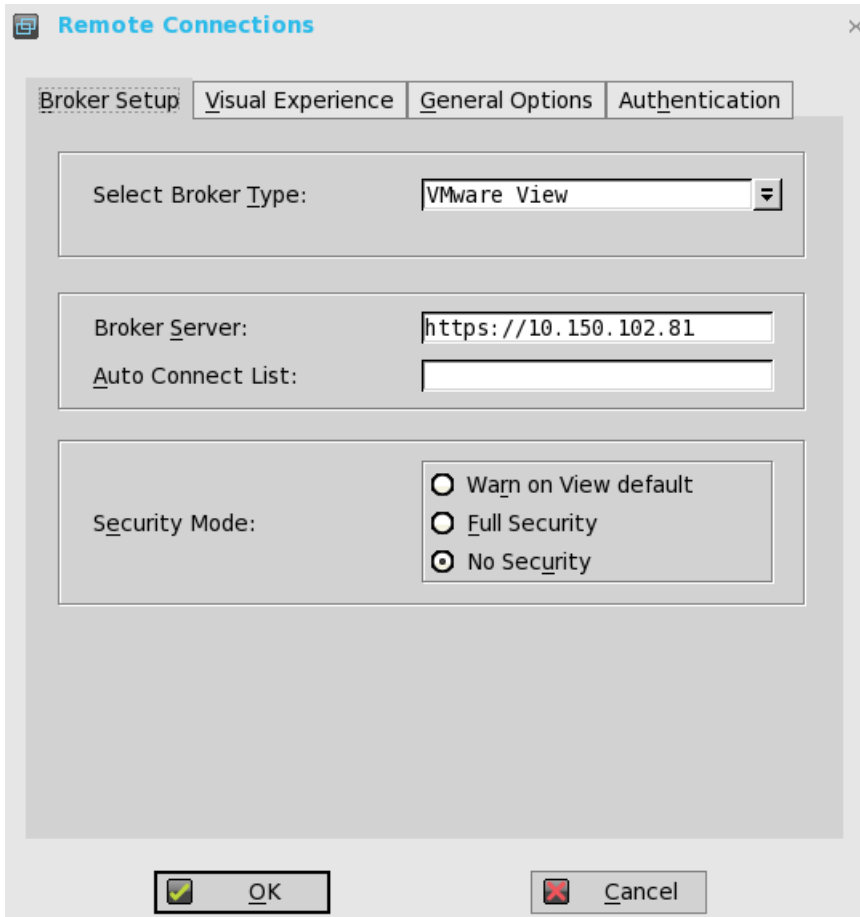 Remote Connections
Broker Setup
Visual Experience
General Options
Authentication
Select Broker Type:
VMware View
Broker Server:
https://10.150.102.81
Auto Connect List:
Security Mode:
Warn on View default
Full Security
No Security
OK
Cancel